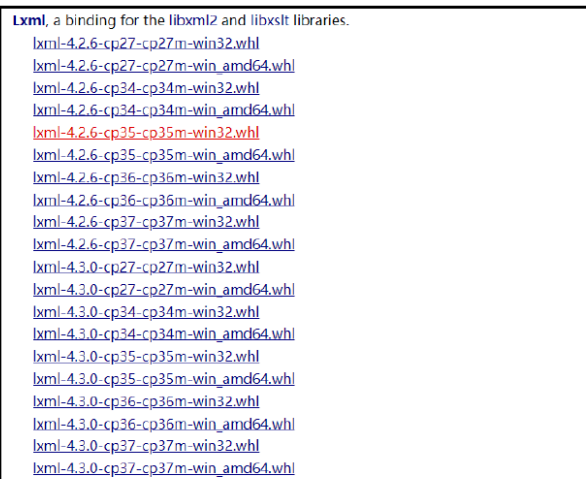 Lxml, a binding for the libxml2 and libxslt libraries.
lxml-4.2.6-cp27-cp27m-win32.whl
lxml-4.2.6-cp27-cp27m-win_amd64.whl
lxml-4.2.6-cp34-cp34m-win32.whl
lxml-4.2.6-cp34-cp34m-win_amd64.whl
lxml-4.2.6-cp35-cp35m-win32.whl
lxml-4.2.6-cp35-cp35m-win_amd64.whl
lxml-4.2.6-cp36-cp36m-win32.whl
lxml-4.2.6-cp36-cp36m-win_amd64.whl
lxml-4.2.6-cp37-cp37m-win32.whl
lxml-4.2.6-cp37-cp37m-win_amd64.whl
lxml-4.3.0-cp27-cp27m-win32.whl
lxml-4.3.0-cp27-cp27m-win_amd64.whl
lxml-4.3.0-cp34-cp34m-win32.whl
lxml-4.3.0-cp34-cp34m-win_amd64.whl
lxml-4.3.0-cp35-cp35m-win32.whl
lxml-4.3.0-cp35-cp35m-win_amd64.whl
lxml-4.3.0-cp36-cp36m-win32.whl
lxml-4.3.0-cp36-cp36m-win_amd64.whl
lxml-4.3.0-cp37-cp37m-win32.whl
lxml-4.3.0-cp37-cp37m-win_amd64.whl